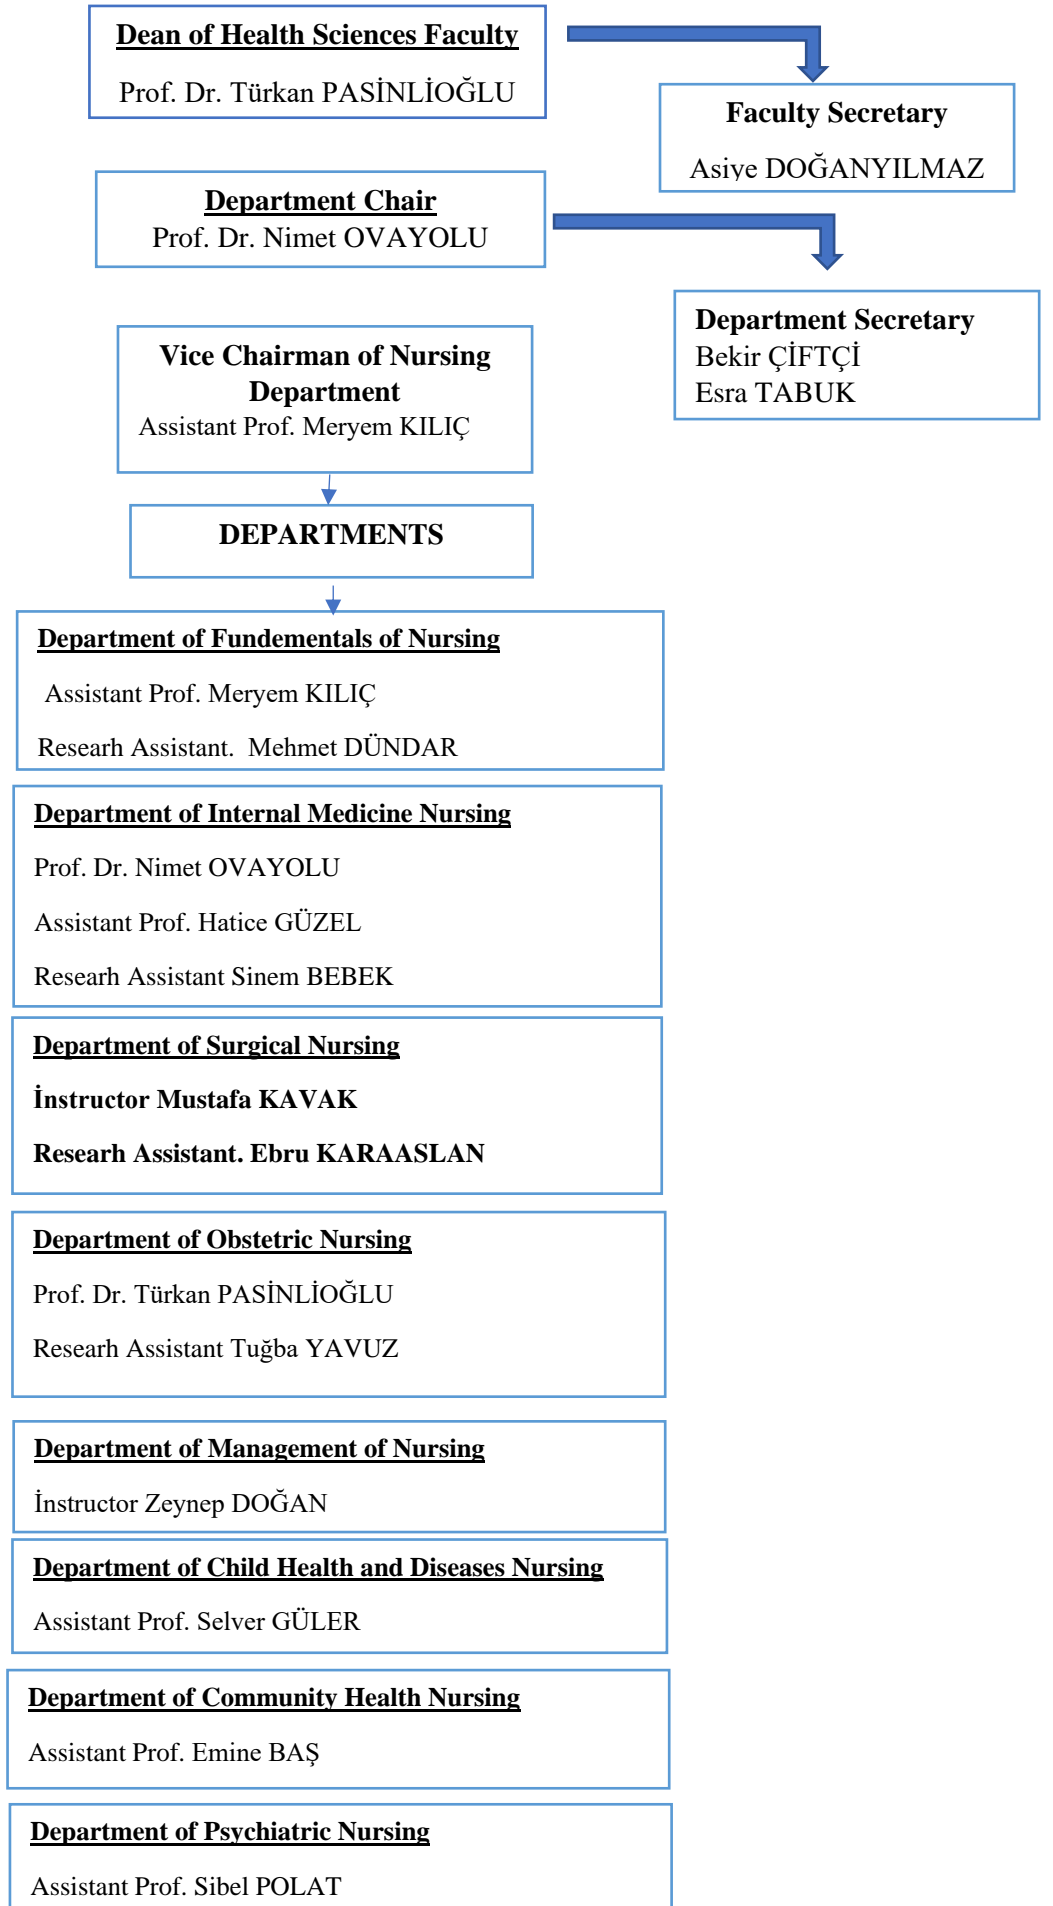 Dean of Health Sciences Faculty
Prof. Dr. Türkan PASİNLİOĞLU
Faculty Secretary
Asiye DOĞANYILMAZ
Department Chair
Prof. Dr. Nimet OVAYOLU
Department Secretary
Bekir ÇİFTÇİ
Esra TABUK
Vice Chairman of Nursing
Department
Assistant Prof. Meryem KILIÇ
DEPARTMENTS
Department of Fundementals of Nursing
Assistant Prof. Meryem KILIÇ
Researh Assistant.  Mehmet DÜNDAR
Department of Internal Medicine Nursing
Prof. Dr. Nimet OVAYOLU
Assistant Prof. Hatice GÜZEL
Researh Assistant Sinem BEBEK
Department of Surgical Nursing
İnstructor Mustafa KAVAK
Researh Assistant. Ebru KARAASLAN
Department of Obstetric Nursing
Prof. Dr. Türkan PASİNLİOĞLU
Researh Assistant Tuğba YAVUZ
Department of Management of Nursing
İnstructor Zeynep DOĞAN
Department of Child Health and Diseases Nursing
Assistant Prof. Selver GÜLER
Department of Community Health Nursing
Assistant Prof. Emine BAŞ
Department of Psychiatric Nursing
Assistant Prof. Sibel POLAT